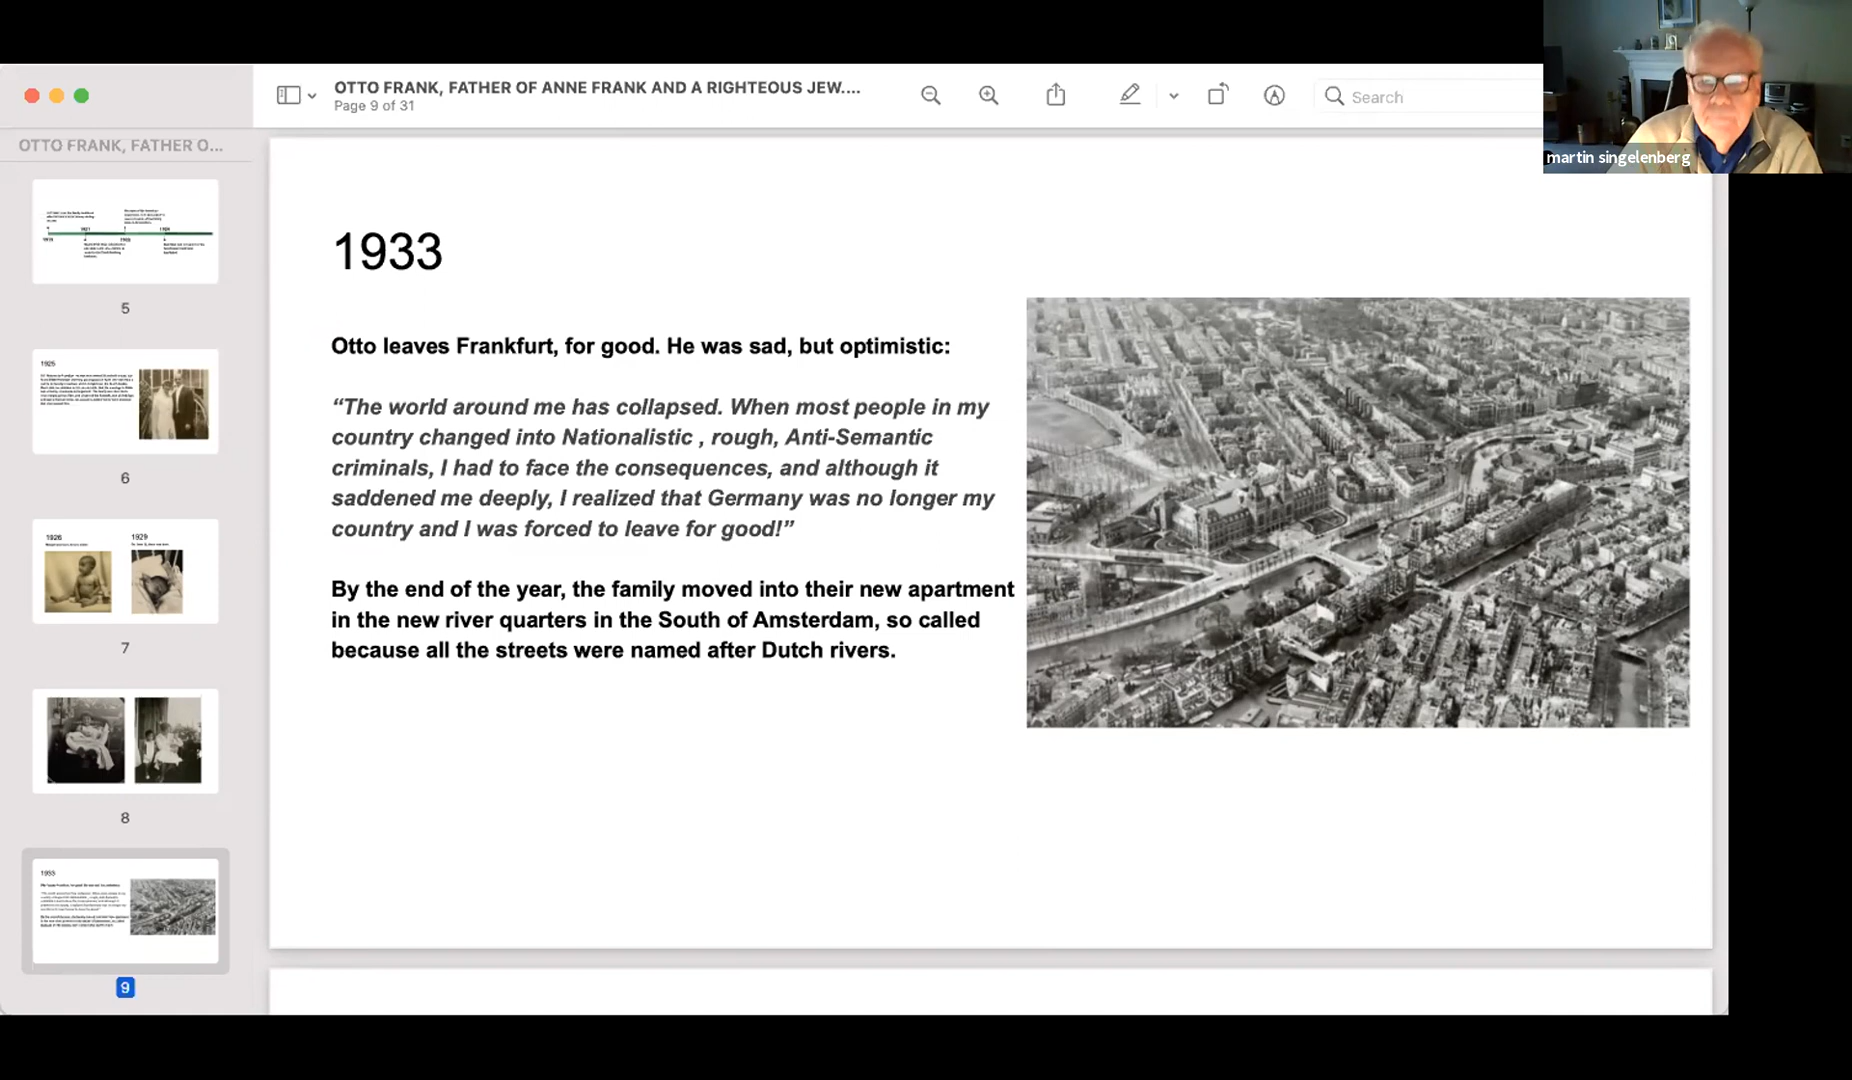 OTTO FRANK, FATHER OF ANNE FRANK AND A RIGHTEOUS JEW....
Page 9 of 31
Search
martin singelenberg
OTTO FRANK, FATHER O...
5
1925
6
1926
1929
7
8
1933
9
1933
Otto leaves Frankfurt, for good. He was sad, but optimistic:
“The world around me has collapsed. When most people in my
country changed into Nationalistic , rough, Anti-Semantic
criminals, I had to face the consequences, and although it
saddened me deeply, I realized that Germany was no longer my
country and I was forced to leave for good!”
By the end of the year, the family moved into their new apartment
in the new river quarters in the South of Amsterdam, so called
because all the streets were named after Dutch rivers.